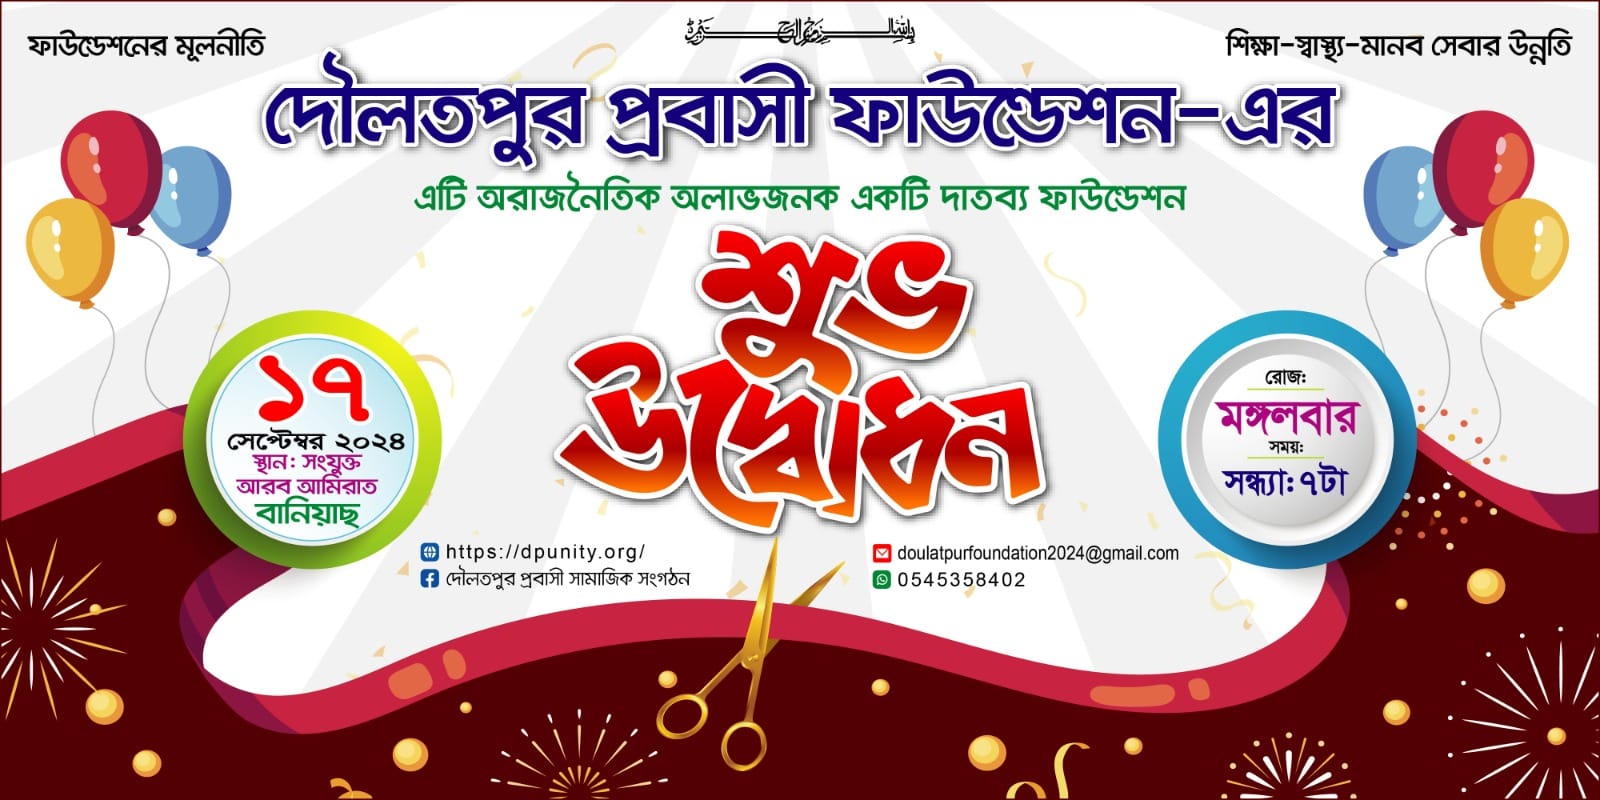 ফাউন্ডেশনের মূলনীতি
শিক্ষা-স্বাস্থ্য-মানব সেবার উন্নতি
দৌলতপুর প্রবাসী ফাউন্ডেশন-এর
এটি অরাজনৈতিক অলাভজনক একটি দাতব্য ফাউন্ডেশন
শুভ
উদ্বোধন
১৭
সেপ্টেম্বর ২০২৪
স্থান: সংযুক্ত
আরব আমিরাত
বানিয়াছ
রোজ:
মঙ্গলবার
সময়:
সন্ধ্যা: ৭টা
https://dpunity.org/
দৌলতপুর প্রবাসী সামাজিক সংগঠন
doulatpurfoundation2024@gmail.com
0545358402